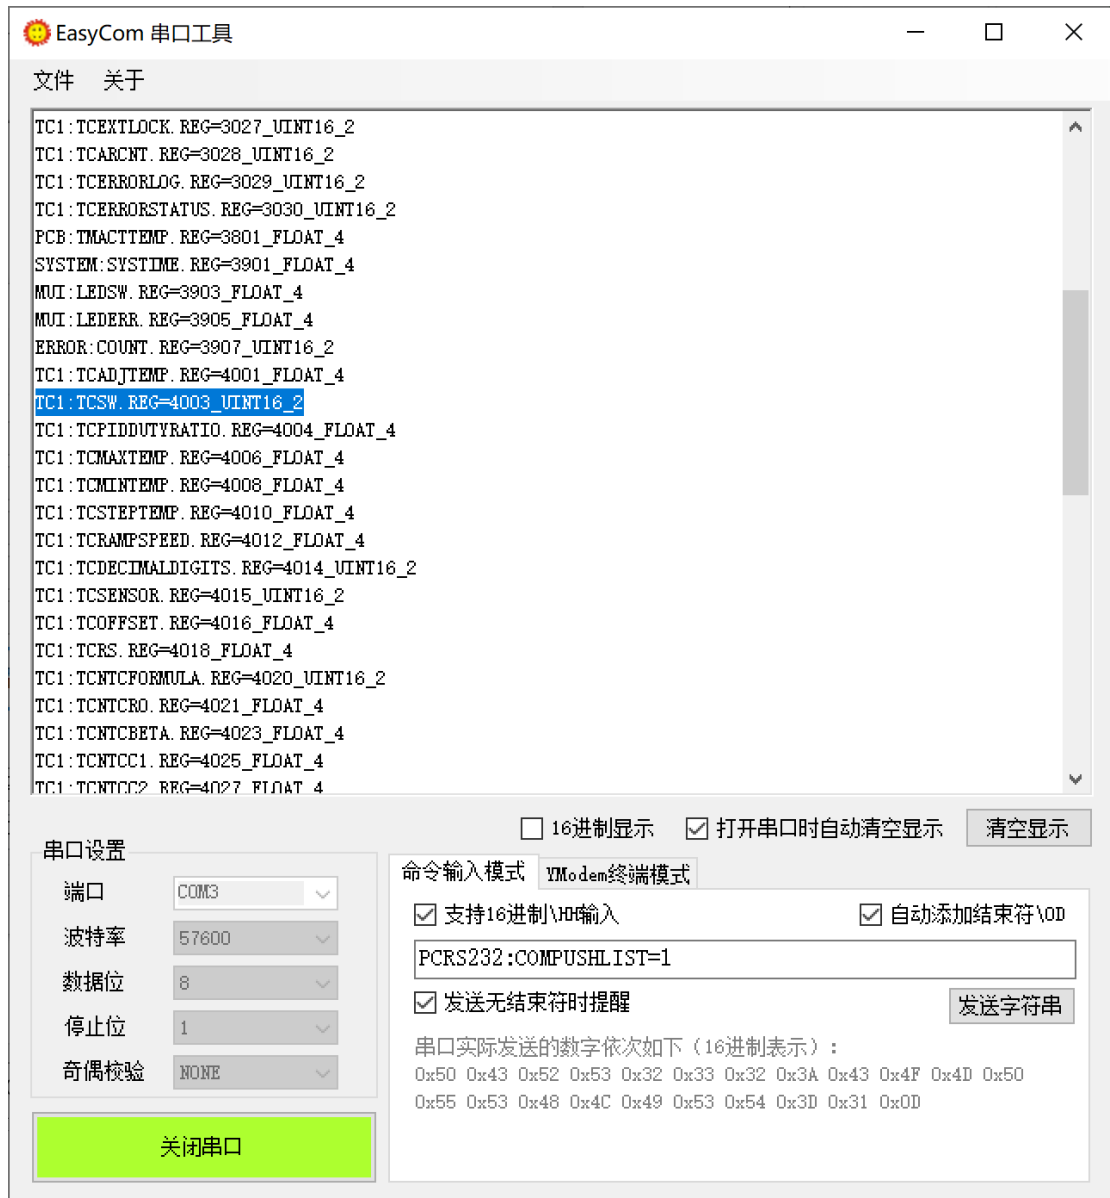 EasyCom 串口工具
文件 关于
TC1:TCEXTLOCK.REG=3027_UINT16_2
TC1:TCARCNT.REG=3028_UINT16_2
TC1:TCERRORLOG.REG=3029_UINT16_2
TC1:TCERRORSTATUS.REG=3030_UINT16_2
PCB:TMACTTEMP.REG=3801_FLOAT_4
SYSTEM:SYSTIME.REG=3901_FLOAT_4
MUI:LEDSW.REG=3903_FLOAT_4
MUI:LEDERR.REG=3905_FLOAT_4
ERROR:COUNT.REG=3907_UINT16_2
TC1:TCADJTEMP.REG=4001_FLOAT_4
TC1:TCSW.REG=4003_UINT16_2
TC1:TCPIDDUTYRATIO.REG=4004_FLOAT_4
TC1:TCMAXTEMP.REG=4006_FLOAT_4
TC1:TCMINTEMP.REG=4008_FLOAT_4
TC1:TCSTEPTEMP.REG=4010_FLOAT_4
TC1:TCRAMPSPEED.REG=4012_FLOAT_4
TC1:TCDECIMALDIGITS.REG=4014_UINT16_2
TC1:TCSENSOR.REG=4015_UINT16_2
TC1:TCOFFSET.REG=4016_FLOAT_4
TC1:TCRS.REG=4018_FLOAT_4
TC1:TCNTCFORMULA.REG=4020_UINT16_2
TC1:TCNTCR0.REG=4021_FLOAT_4
TC1:TCNTCBETA.REG=4023_FLOAT_4
TC1:TCNTCC1.REG=4025_FLOAT_4
TC1:TCNTCC2.REG=4027_FLOAT_4
16进制显示 打开串口时自动清空显示 清空显示
串口设置
端口 COM3
波特率 57600
数据位 8
停止位 1
奇偶校验 NONE
关闭串口
命令输入模式 YModem终端模式
支持16进制\HH输入 自动添加结束符\0D
PCRS232:COMPUSHLIST=1
发送无结束符时提醒 发送字符串
串口实际发送的数字依次如下（16进制表示）：
0x50 0x43 0x52 0x53 0x32 0x33 0x32 0x3A 0x43 0x4F 0x4D 0x50
0x55 0x53 0x48 0x4C 0x49 0x53 0x54 0x3D 0x31 0x0D